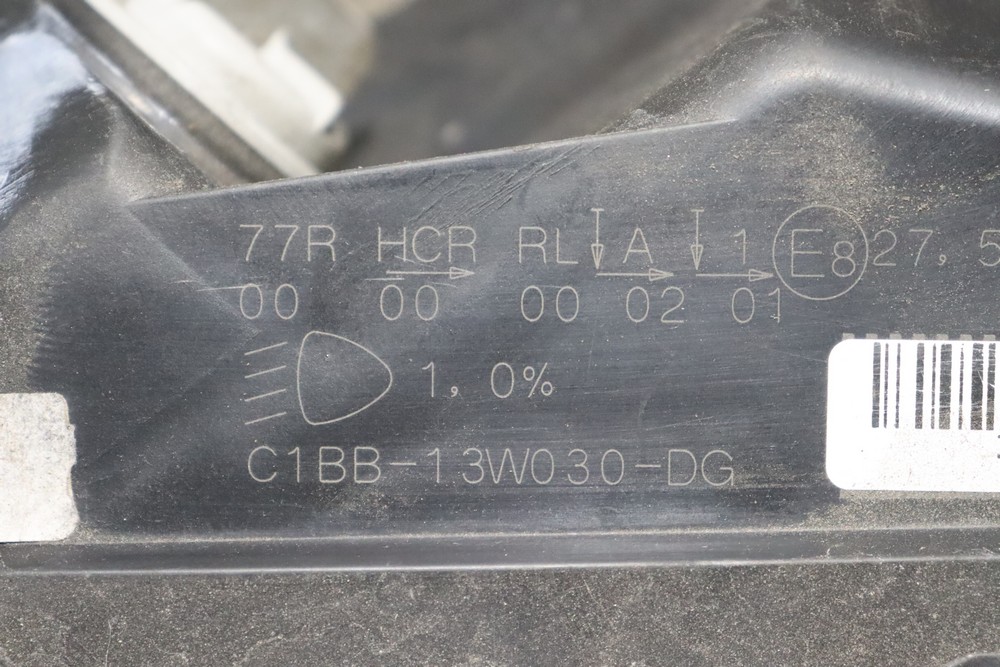 77R HCR RL A 1 E8 27,5
00 00 00 02 01
1,0%
C1BB-13W030-DG